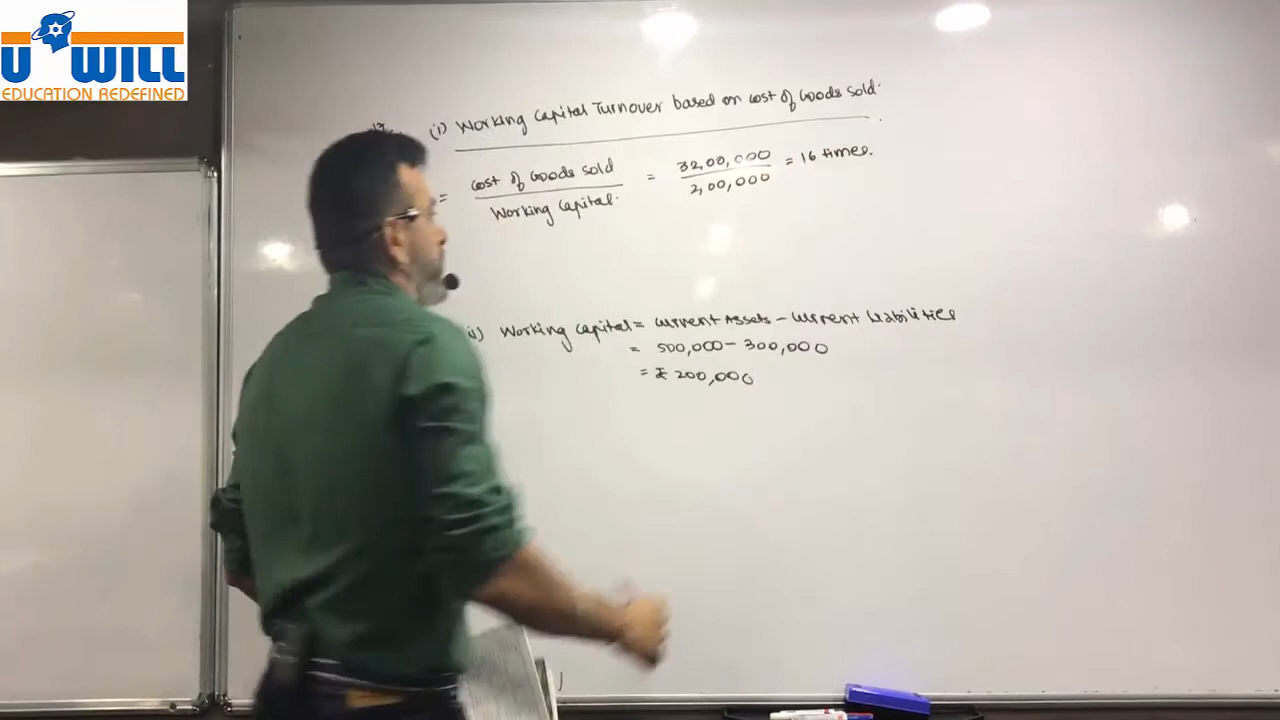 U WILL
EDUCATION REDEFINED
(i) Working Capital Turnover based on Cost of Goods Sold.
= Cost of Goods Sold / Working Capital. = 32,00,000 / 2,00,000 = 16 times.
ii) Working Capital = Current Assets - Current Liabilities
= 500,000 - 300,000
= ₹ 200,000